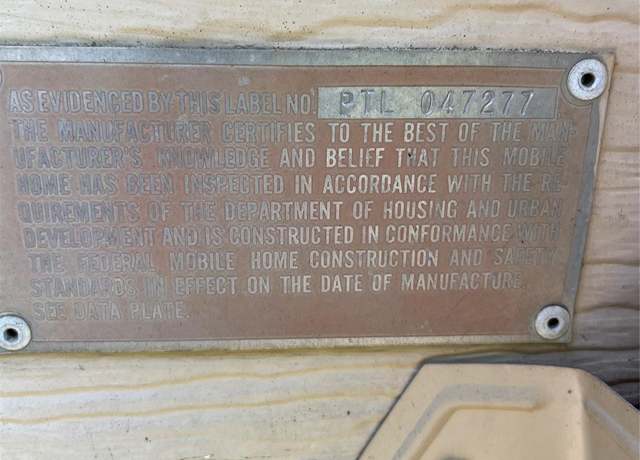 AS EVIDENCED BY THIS LABEL NO. PTL 047277
THE MANUFACTURER CERTIFIES TO THE BEST OF THE MAN-
UFACTURER'S KNOWLEDGE AND BELIEF THAT THIS MOBILE
HOME HAS BEEN INSPECTED IN ACCORDANCE WITH THE RE-
QUIREMENTS OF THE DEPARTMENT OF HOUSING AND URBAN
DEVELOPMENT AND IS CONSTRUCTED IN CONFORMANCE WITH
THE FEDERAL MOBILE HOME CONSTRUCTION AND SAFETY
STANDARDS IN EFFECT ON THE DATE OF MANUFACTURE.
SEE DATA PLATE.